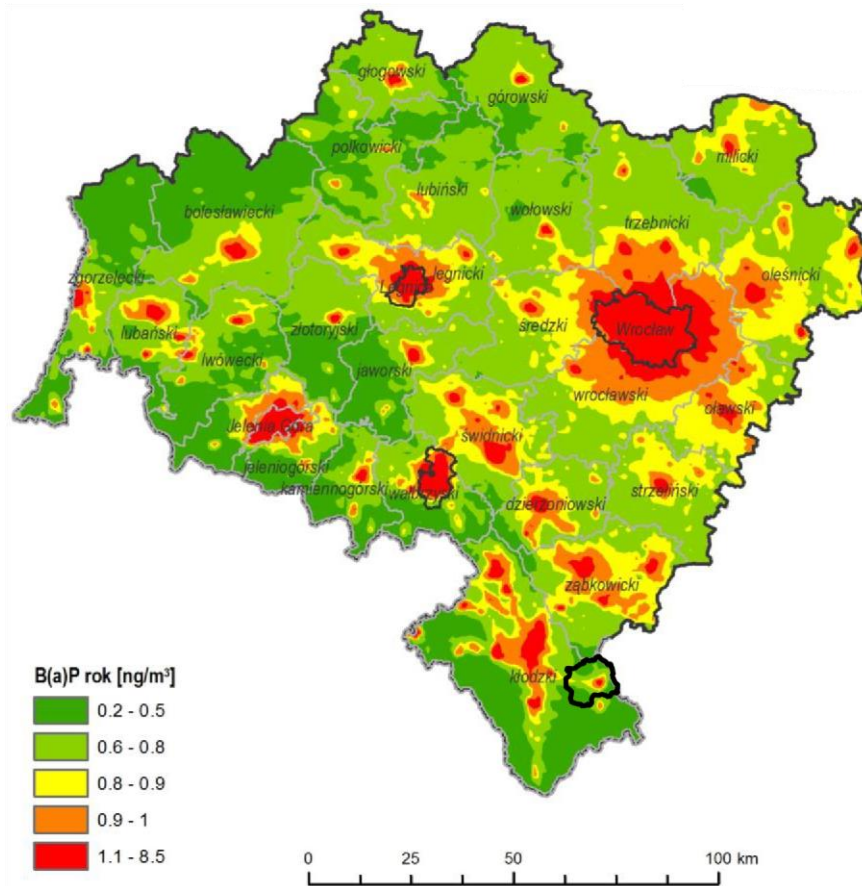 głogowski
górowski
polkowicki
milicki
lubiński
bolesławiecki
wołowski
trzebnicki
zgorzelecki
legnicki
oleśnicki
Legnica
lubański
złotoryjski
średzki
Wrocław
lwówecki
jaworski
wrocławski
oławski
Jelenia Góra
świdnicki
jeleniogórski
kamiennogórski
wałbrzyski
dzierżoniowski
strzeliński
ząbkowicki
kłodzki
B(a)P rok [ng/m³]
0.2 - 0.5
0.6 - 0.8
0.8 - 0.9
0.9 - 1
1.1 - 8.5
0 25 50 100 km